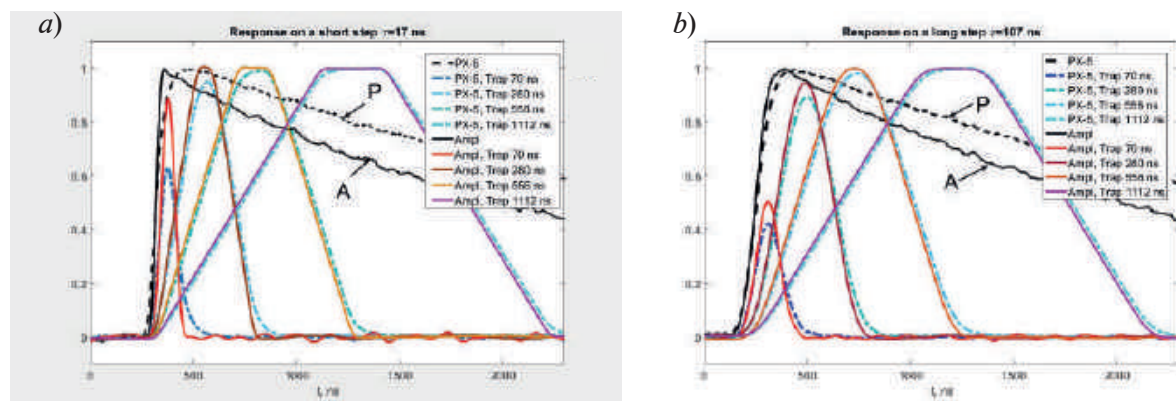 a)
Response on a short step τ=17 ns
PX-5
PX-5, Trap 70 ns
PX-5, Trap 280 ns
PX-5, Trap 556 ns
PX-5, Trap 1112 ns
Ampl
Ampl, Trap 70 ns
Ampl, Trap 280 ns
Ampl, Trap 556 ns
Ampl, Trap 1112 ns
P
A
1
0.8
0.6
0.4
0.2
0
0 500 1000 1500 2000
t, ns
b)
Response on a long step τ=107 ns
PX-5
PX-5, Trap 70 ns
PX-5, Trap 280 ns
PX-5, Trap 556 ns
PX-5, Trap 1112 ns
Ampl
Ampl, Trap 70 ns
Ampl, Trap 280 ns
Ampl, Trap 556 ns
Ampl, Trap 1112 ns
P
A
1
0.8
0.6
0.4
0.2
0
0 500 1000 1500 2000
t, ns